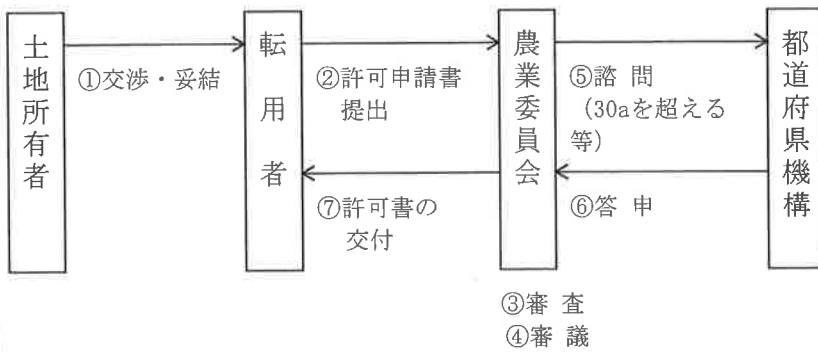 土地所有者
①交渉・妥結
転用者
②許可申請書
提出
⑦許可書の
交付
農業委員会
③審 査
④審 議
⑤諮 問
(30aを超える
等)
⑥答 申
都道府県機構